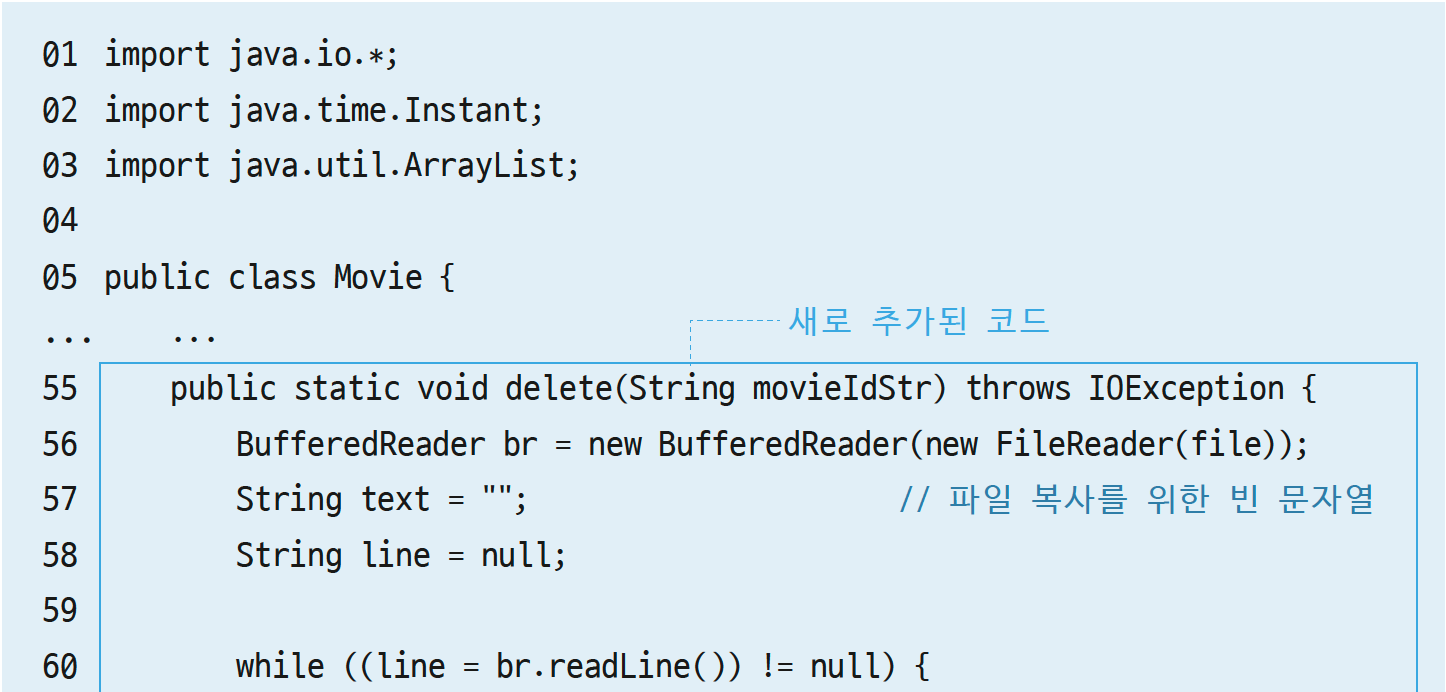 01 import java.io.*;
02 import java.time.Instant;
03 import java.util.ArrayList;
04
05 public class Movie {
... ...
새로 추가된 코드
55 public static void delete(String movieIdStr) throws IOException {
56 BufferedReader br = new BufferedReader(new FileReader(file));
57 String text = ""; // 파일 복사를 위한 빈 문자열
58 String line = null;
59
60 while ((line = br.readLine()) != null) {